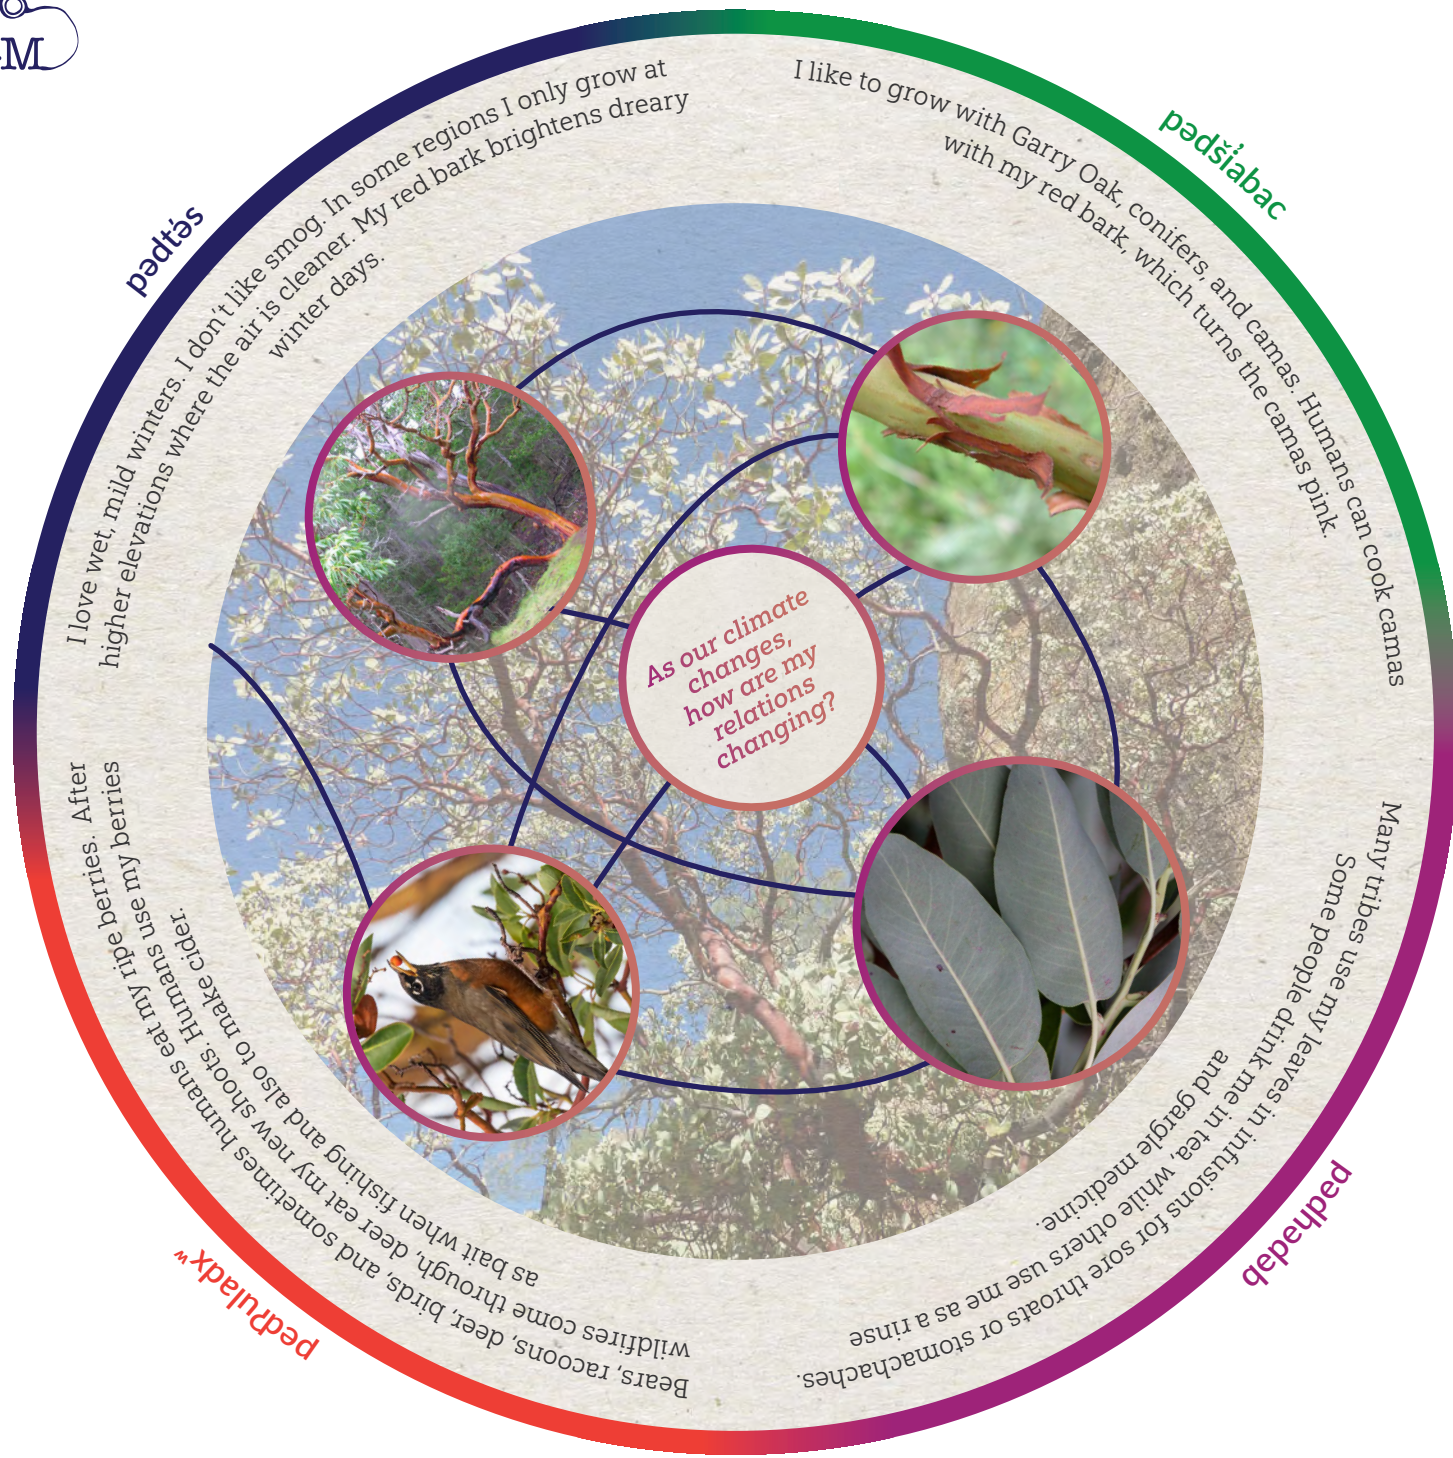 M
pədt̕əs
I love wet, mild winters. I don't like smog. In some regions I only grow at
higher elevations where the air is cleaner. My red bark brightens dreary
winter days.
pədšiʼabac
I like to grow with Garry Oak, conifers, and camas. Humans can cook camas
with my red bark, which turns the camas pink.
pədhedəb
Many tribes use my leaves in infusions for sore throats or stomachaches.
Some people drink me in tea, while others use me as a rinse
and gargle medicine.
pədʔuladxʷ
Bears, racoons, deer, birds, and sometimes humans eat my ripe berries. After
wildfires come through, deer eat my new shoots. Humans use my berries
as bait when fishing and also to make cider.
As our climate
changes,
how are my
relations
changing?